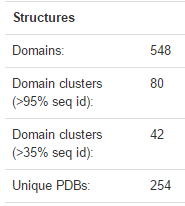 Structures
Domains: 548
Domain clusters 80
(>95% seq id):
Domain clusters 42
(>35% seq id):
Unique PDBs: 254